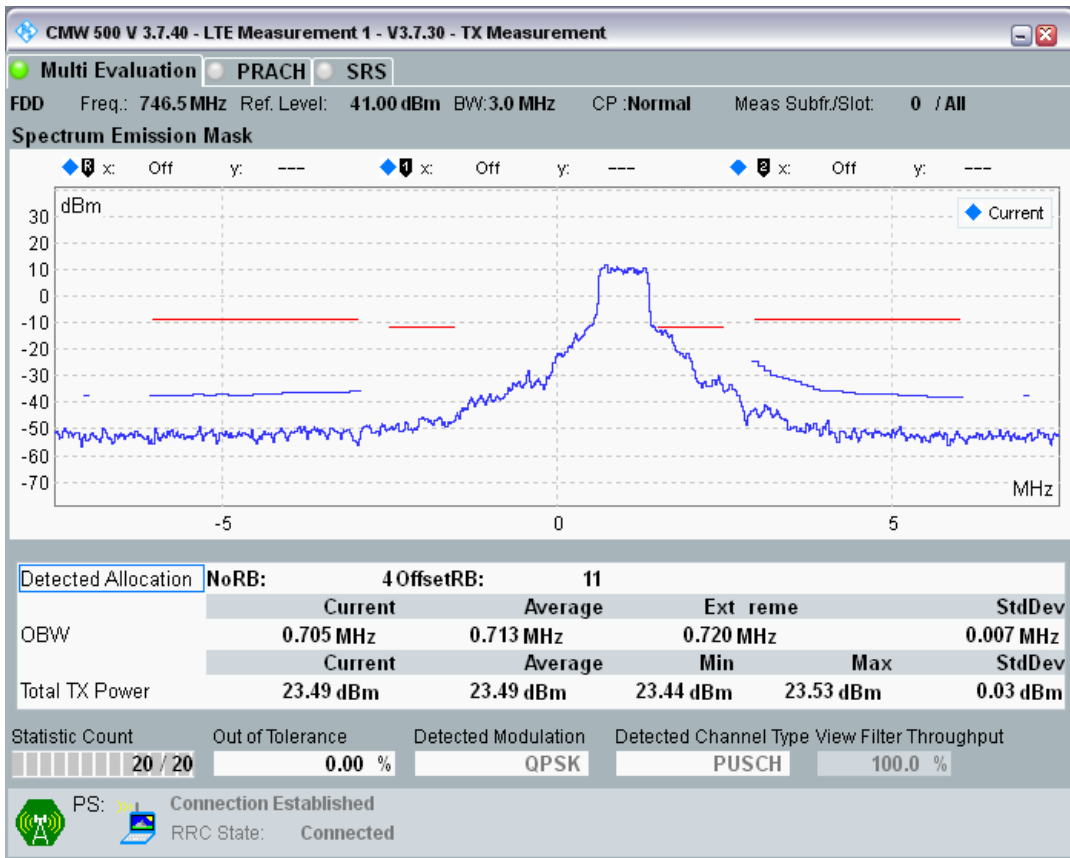 CMW 500 V 3.7.40 - LTE Measurement 1 - V3.7.30 - TX Measurement
Multi Evaluation PRACH SRS
FDD Freq.: 746.5 MHz Ref. Level: 41.00 dBm BW: 3.0 MHz CP : Normal Meas Subfr./Slot: 0 / All
Spectrum Emission Mask
R x: Off y: --- 1 x: Off y: --- 2 x: Off y: ---
dBm
Current
30
20
10
0
-10
-20
-30
-40
-50
-60
-70
MHz
-5 0 5
Detected Allocation NoRB: 4 OffsetRB: 11
Current Average Ext reme StdDev
OBW 0.705 MHz 0.713 MHz 0.720 MHz 0.007 MHz
Current Average Min Max StdDev
Total TX Power 23.49 dBm 23.49 dBm 23.44 dBm 23.53 dBm 0.03 dBm
Statistic Count Out of Tolerance Detected Modulation Detected Channel Type View Filter Throughput
20 / 20 0.00 % QPSK PUSCH 100.0 %
PS: Connection Established
RRC State: Connected